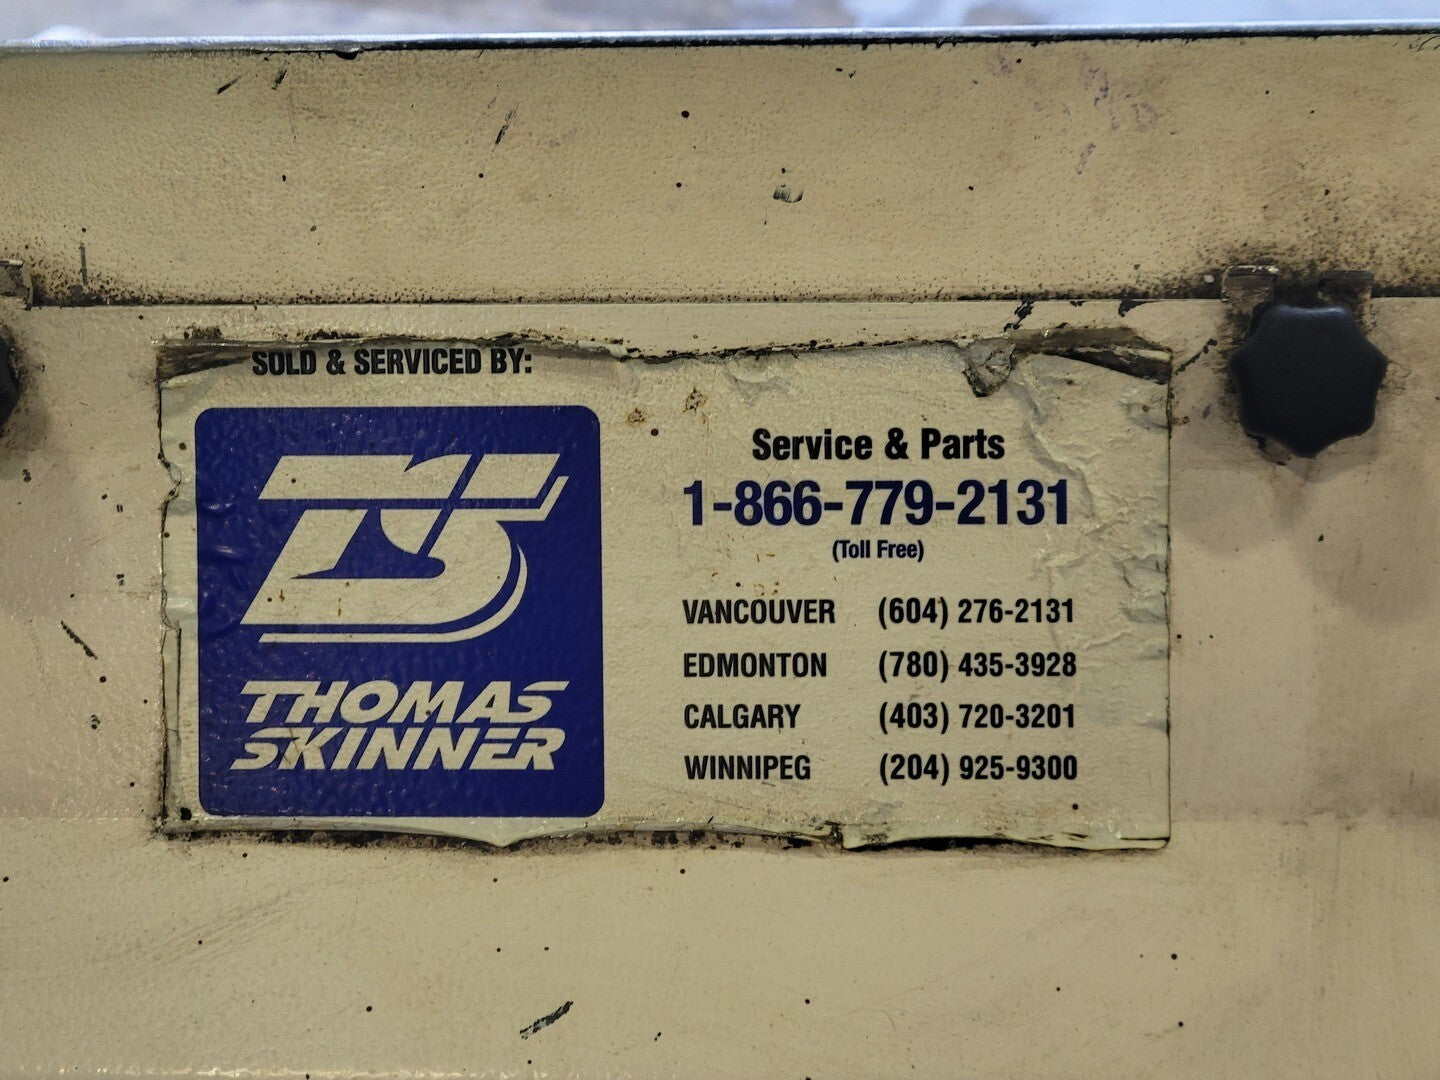 SOLD & SERVICED BY:
TS
THOMAS
SKINNER
Service & Parts
1-866-779-2131
(Toll Free)
VANCOUVER (604) 276-2131
EDMONTON (780) 435-3928
CALGARY (403) 720-3201
WINNIPEG (204) 925-9300